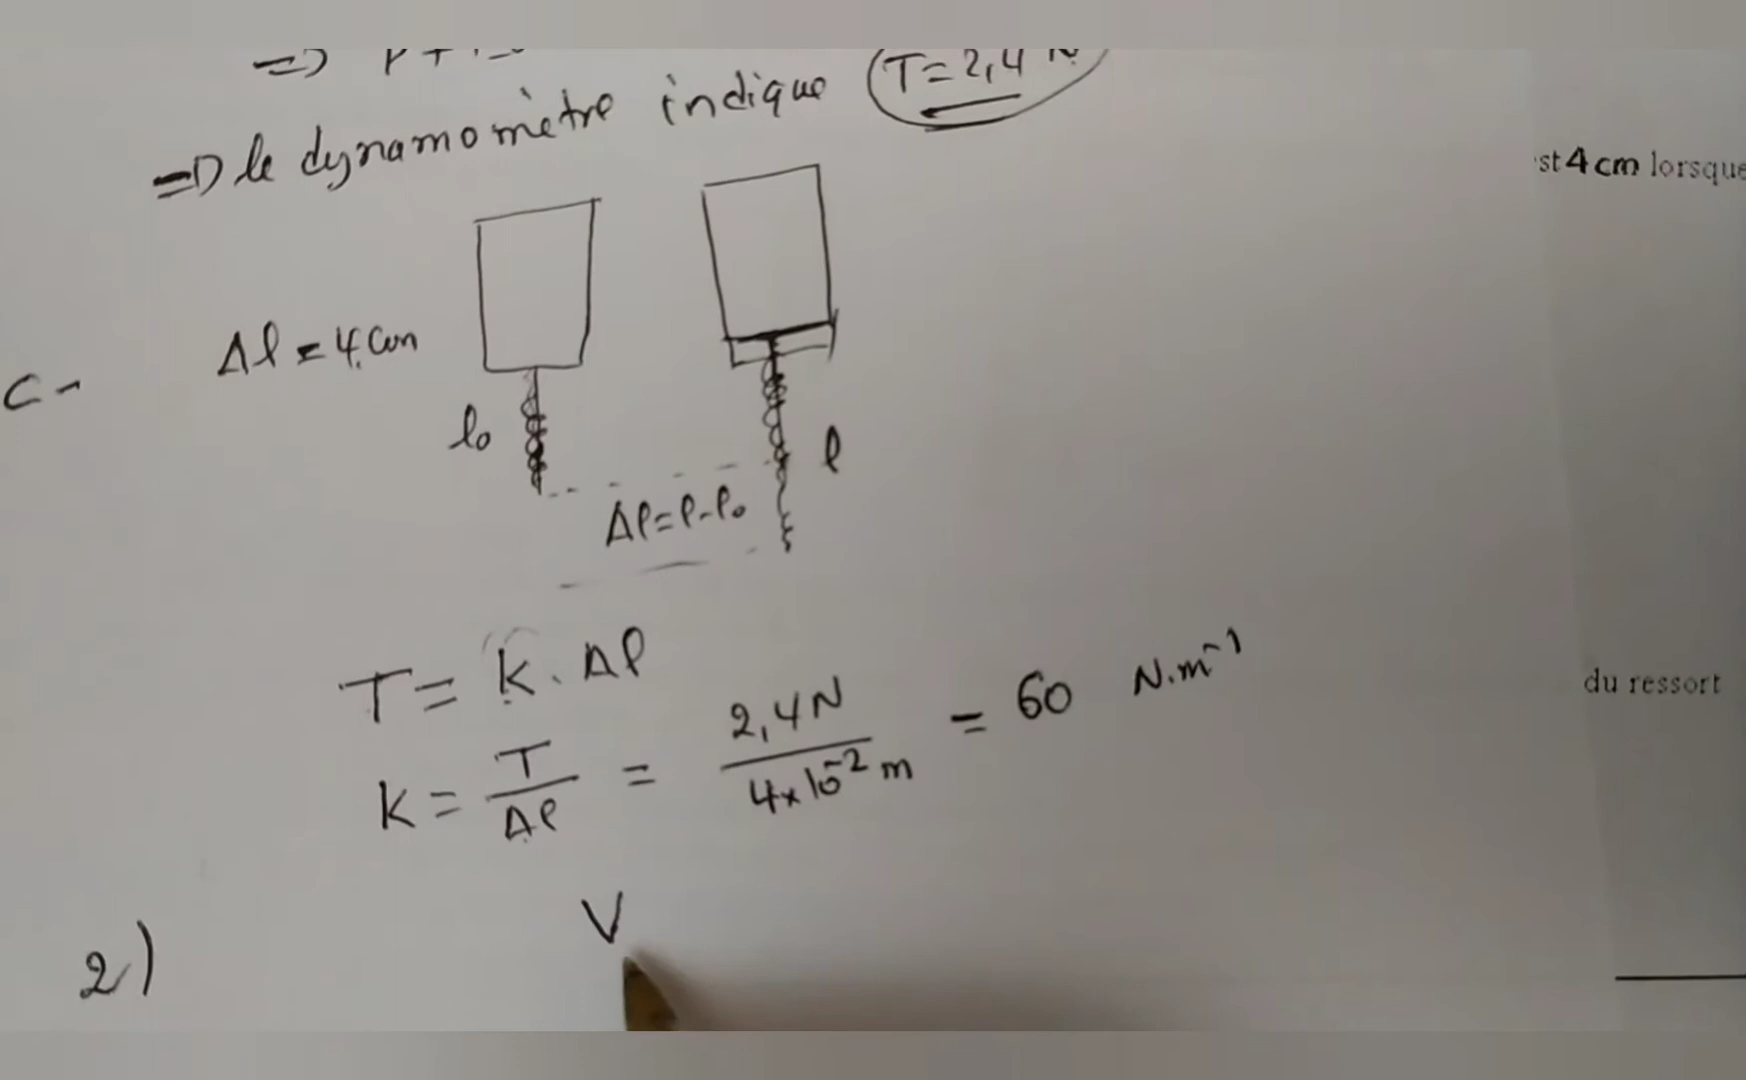 => le dynamomètre indique T = 2,4 N
st 4 cm lorsque
c - Δl = 4 cm
l₀
l
Δl = l - l₀
T = K . Δl
du ressort
K = T/Δl = 2,4 N / 4×10⁻² m = 60 N.m⁻¹
2) V